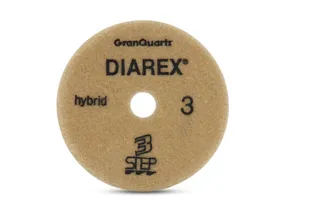 GranQuartz
DIAREX®
hybrid 3
3
STEP